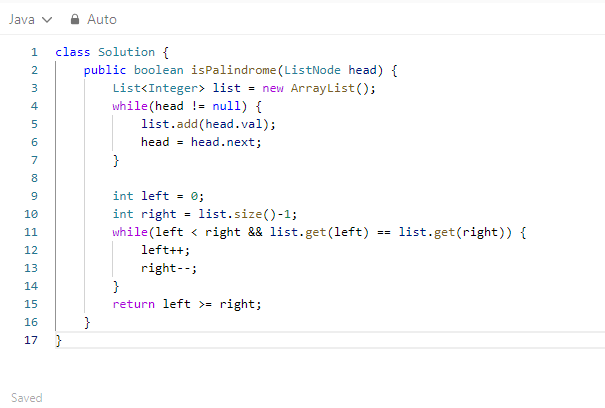 Java Auto
1 class Solution {
2 public boolean isPalindrome(ListNode head) {
3 List<Integer> list = new ArrayList();
4 while(head != null) {
5 list.add(head.val);
6 head = head.next;
7 }
8
9 int left = 0;
10 int right = list.size()-1;
11 while(left < right && list.get(left) == list.get(right)) {
12 left++;
13 right--;
14 }
15 return left >= right;
16 }
17 }
Saved